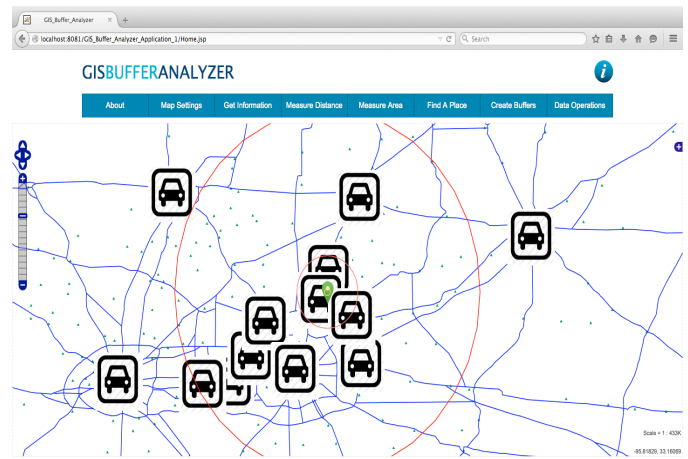 GIS_Buffer_Analyzer
localhost:8081/GIS_Buffer_Analyzer_Application_1/Home.jsp
Search
GISBUFFERANALYZER
About
Map Settings
Get Information
Measure Distance
Measure Area
Find A Place
Create Buffers
Data Operations
Scale = 1 : 433K
-95.81829, 33.16089